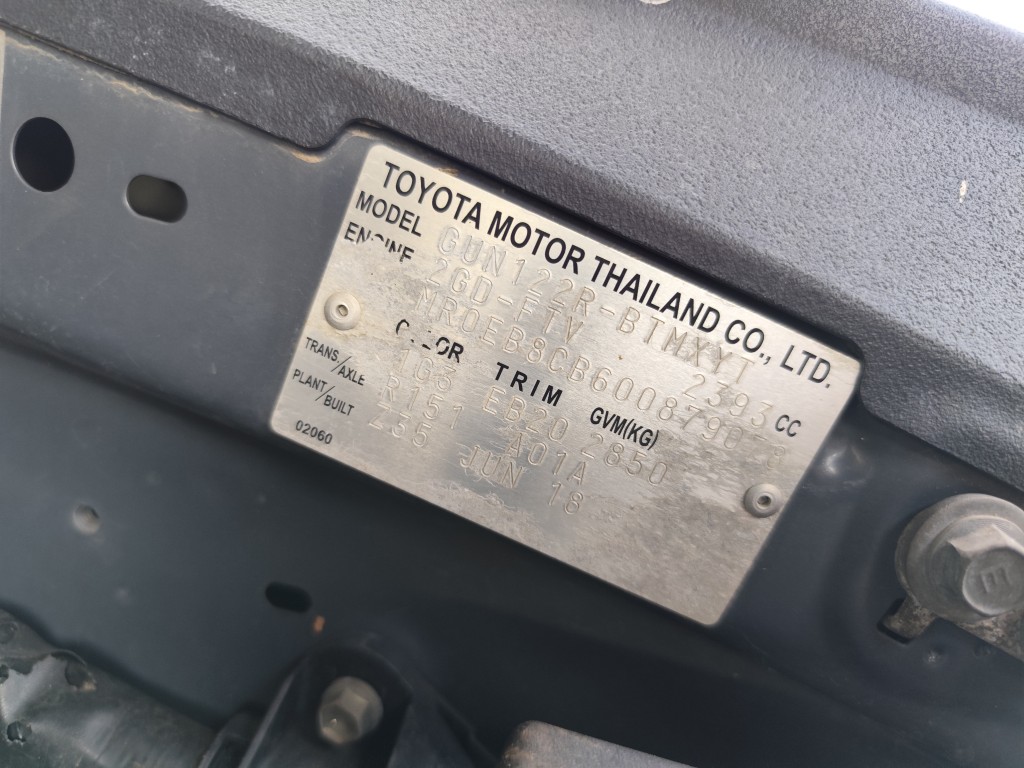 TOYOTA MOTOR THAILAND CO., LTD.
MODEL GUN122R-BTMXYT
ENGINE 2GD-FTV 2393 CC
COLOR TRIM GVM(KG)
1G3 EB20 2850
TRANS/AXLE R151 A01A
PLANT/BUILT Z35 JUN 18
02060